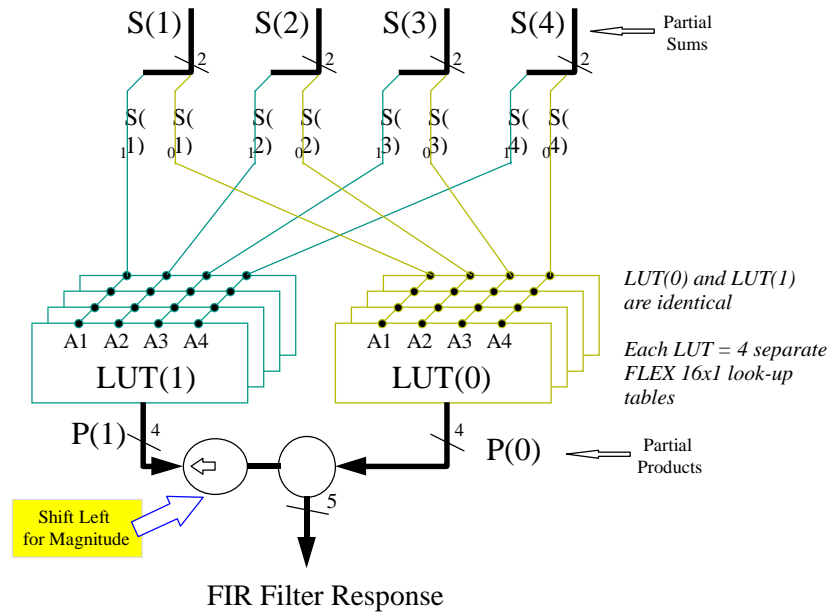 S(1) S(2) S(3) S(4)
Partial
Sums
2 2 2 2
S( S( S( S( S( S( S( S(
1 1) 0 1) 1 2) 0 2) 1 3) 0 3) 1 4) 0 4)
LUT(0) and LUT(1)
are identical
A1 A2 A3 A4
A1 A2 A3 A4
Each LUT = 4 separate
FLEX 16x1 look-up
tables
LUT(1) LUT(0)
P(1) 4
4 P(0)
Partial
Products
5
Shift Left
for Magnitude
FIR Filter Response